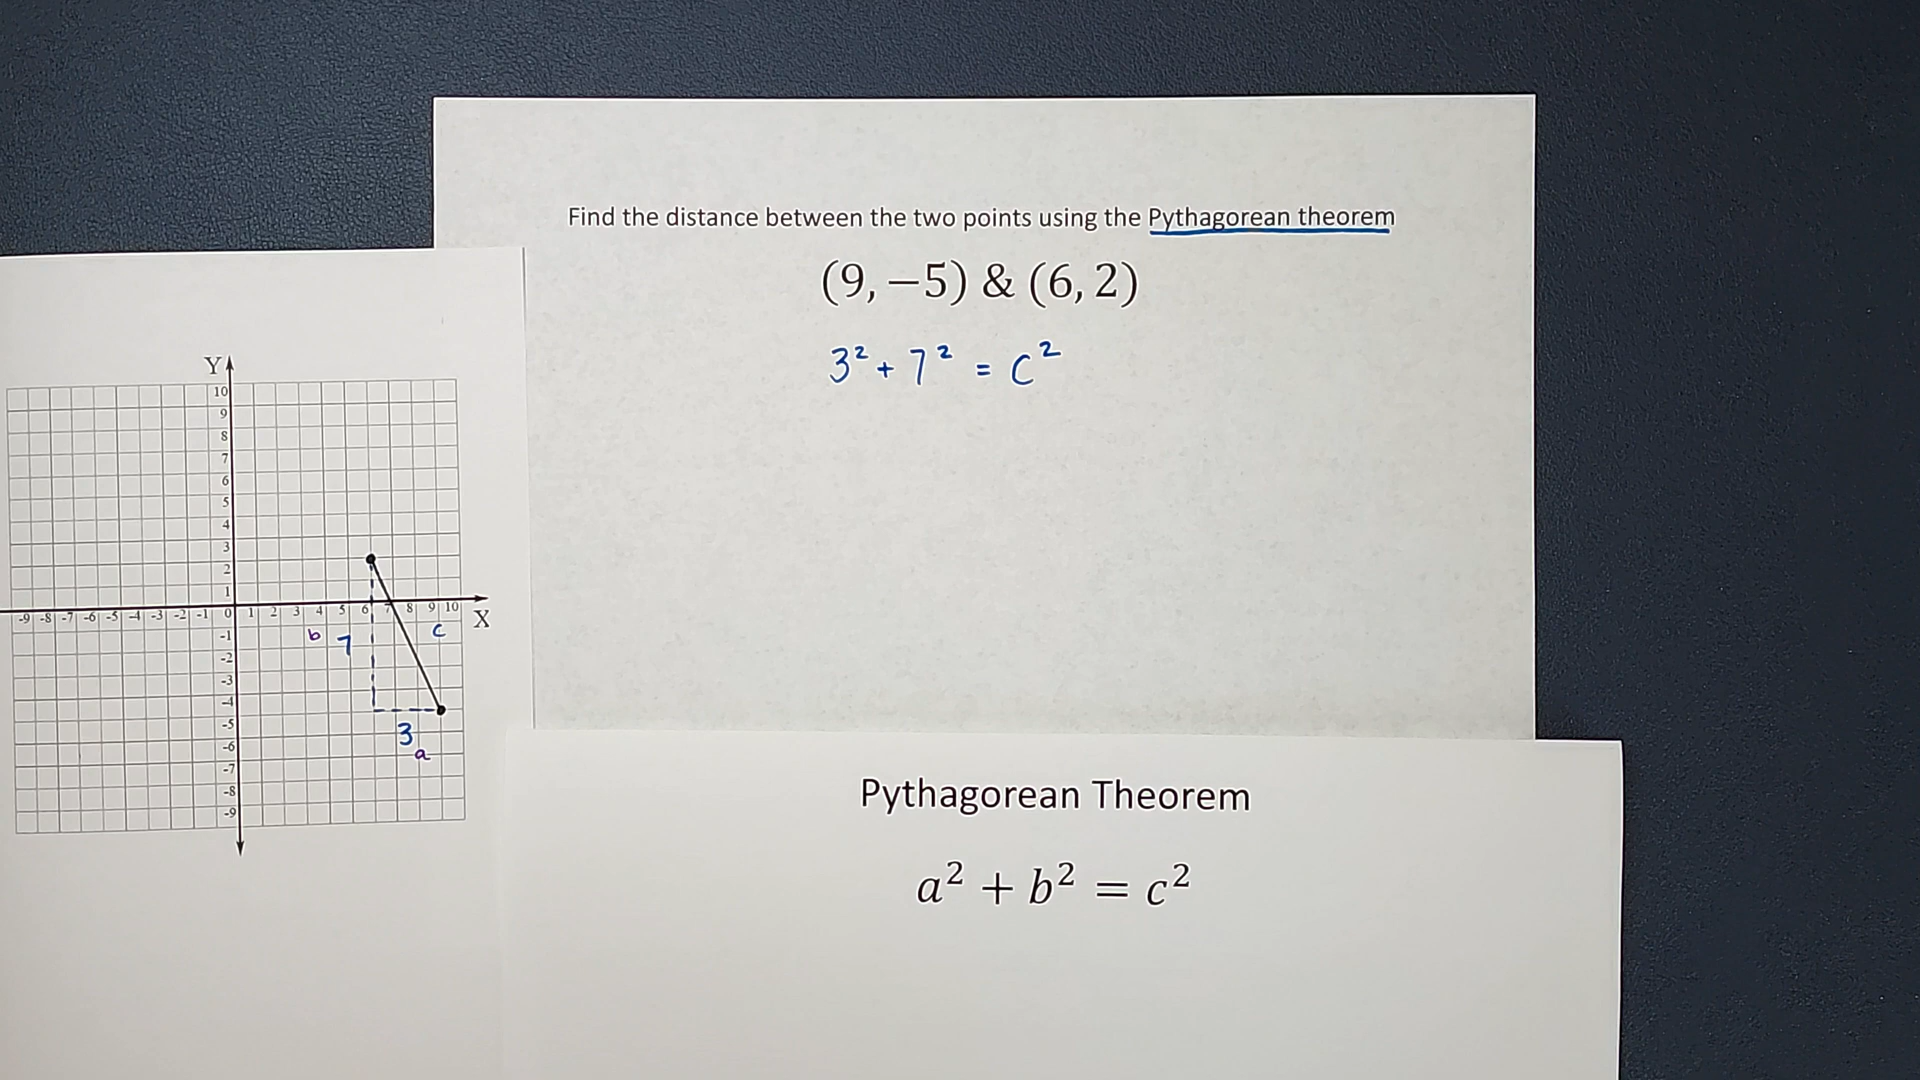 Find the distance between the two points using the Pythagorean theorem
(9, −5) & (6, 2)
3² + 7² = c²
Y
10
9
8
7
6
5
4
3
2
1
-9 -8 -7 -6 -5 -4 -3 -2 -1 0 1 2 3 4 5 6 7 8 9 10
X
b 7 c
-1
-2
-3
-4
-5
-6
-7
-8
-9
3
a
Pythagorean Theorem
a² + b² = c²